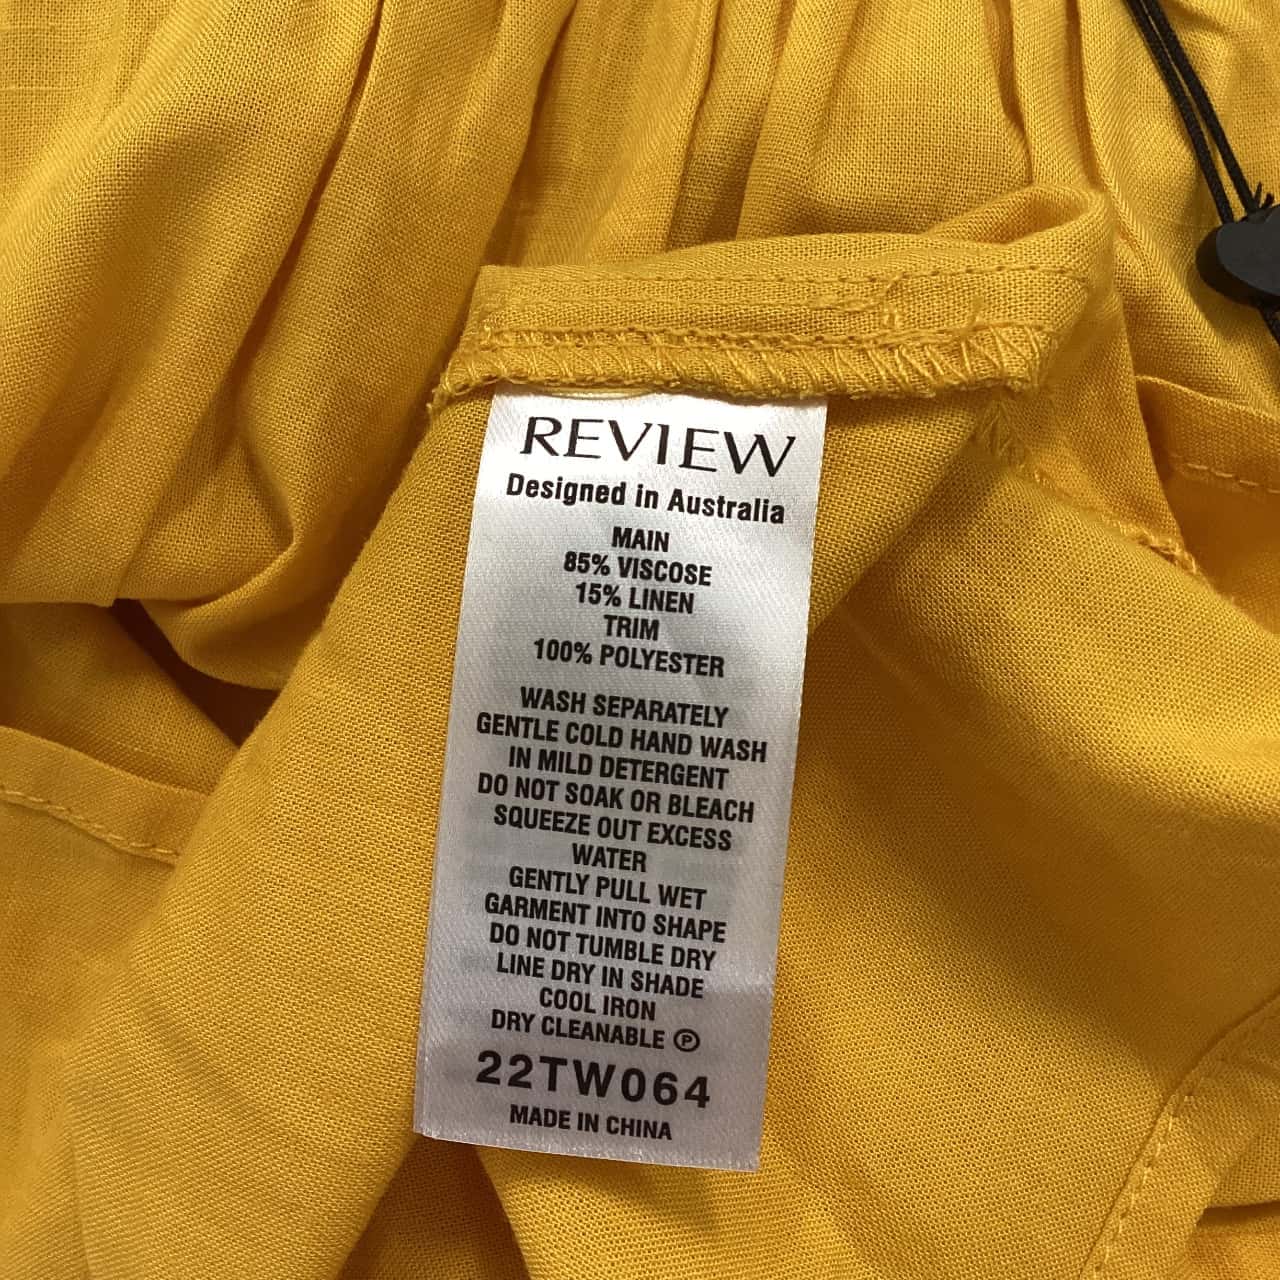 REVIEW
Designed in Australia
MAIN
85% VISCOSE
15% LINEN
TRIM
100% POLYESTER
WASH SEPARATELY
GENTLE COLD HAND WASH
IN MILD DETERGENT
DO NOT SOAK OR BLEACH
SQUEEZE OUT EXCESS
WATER
GENTLY PULL WET
GARMENT INTO SHAPE
DO NOT TUMBLE DRY
LINE DRY IN SHADE
COOL IRON
DRY CLEANABLE Ⓟ
22TW064
MADE IN CHINA